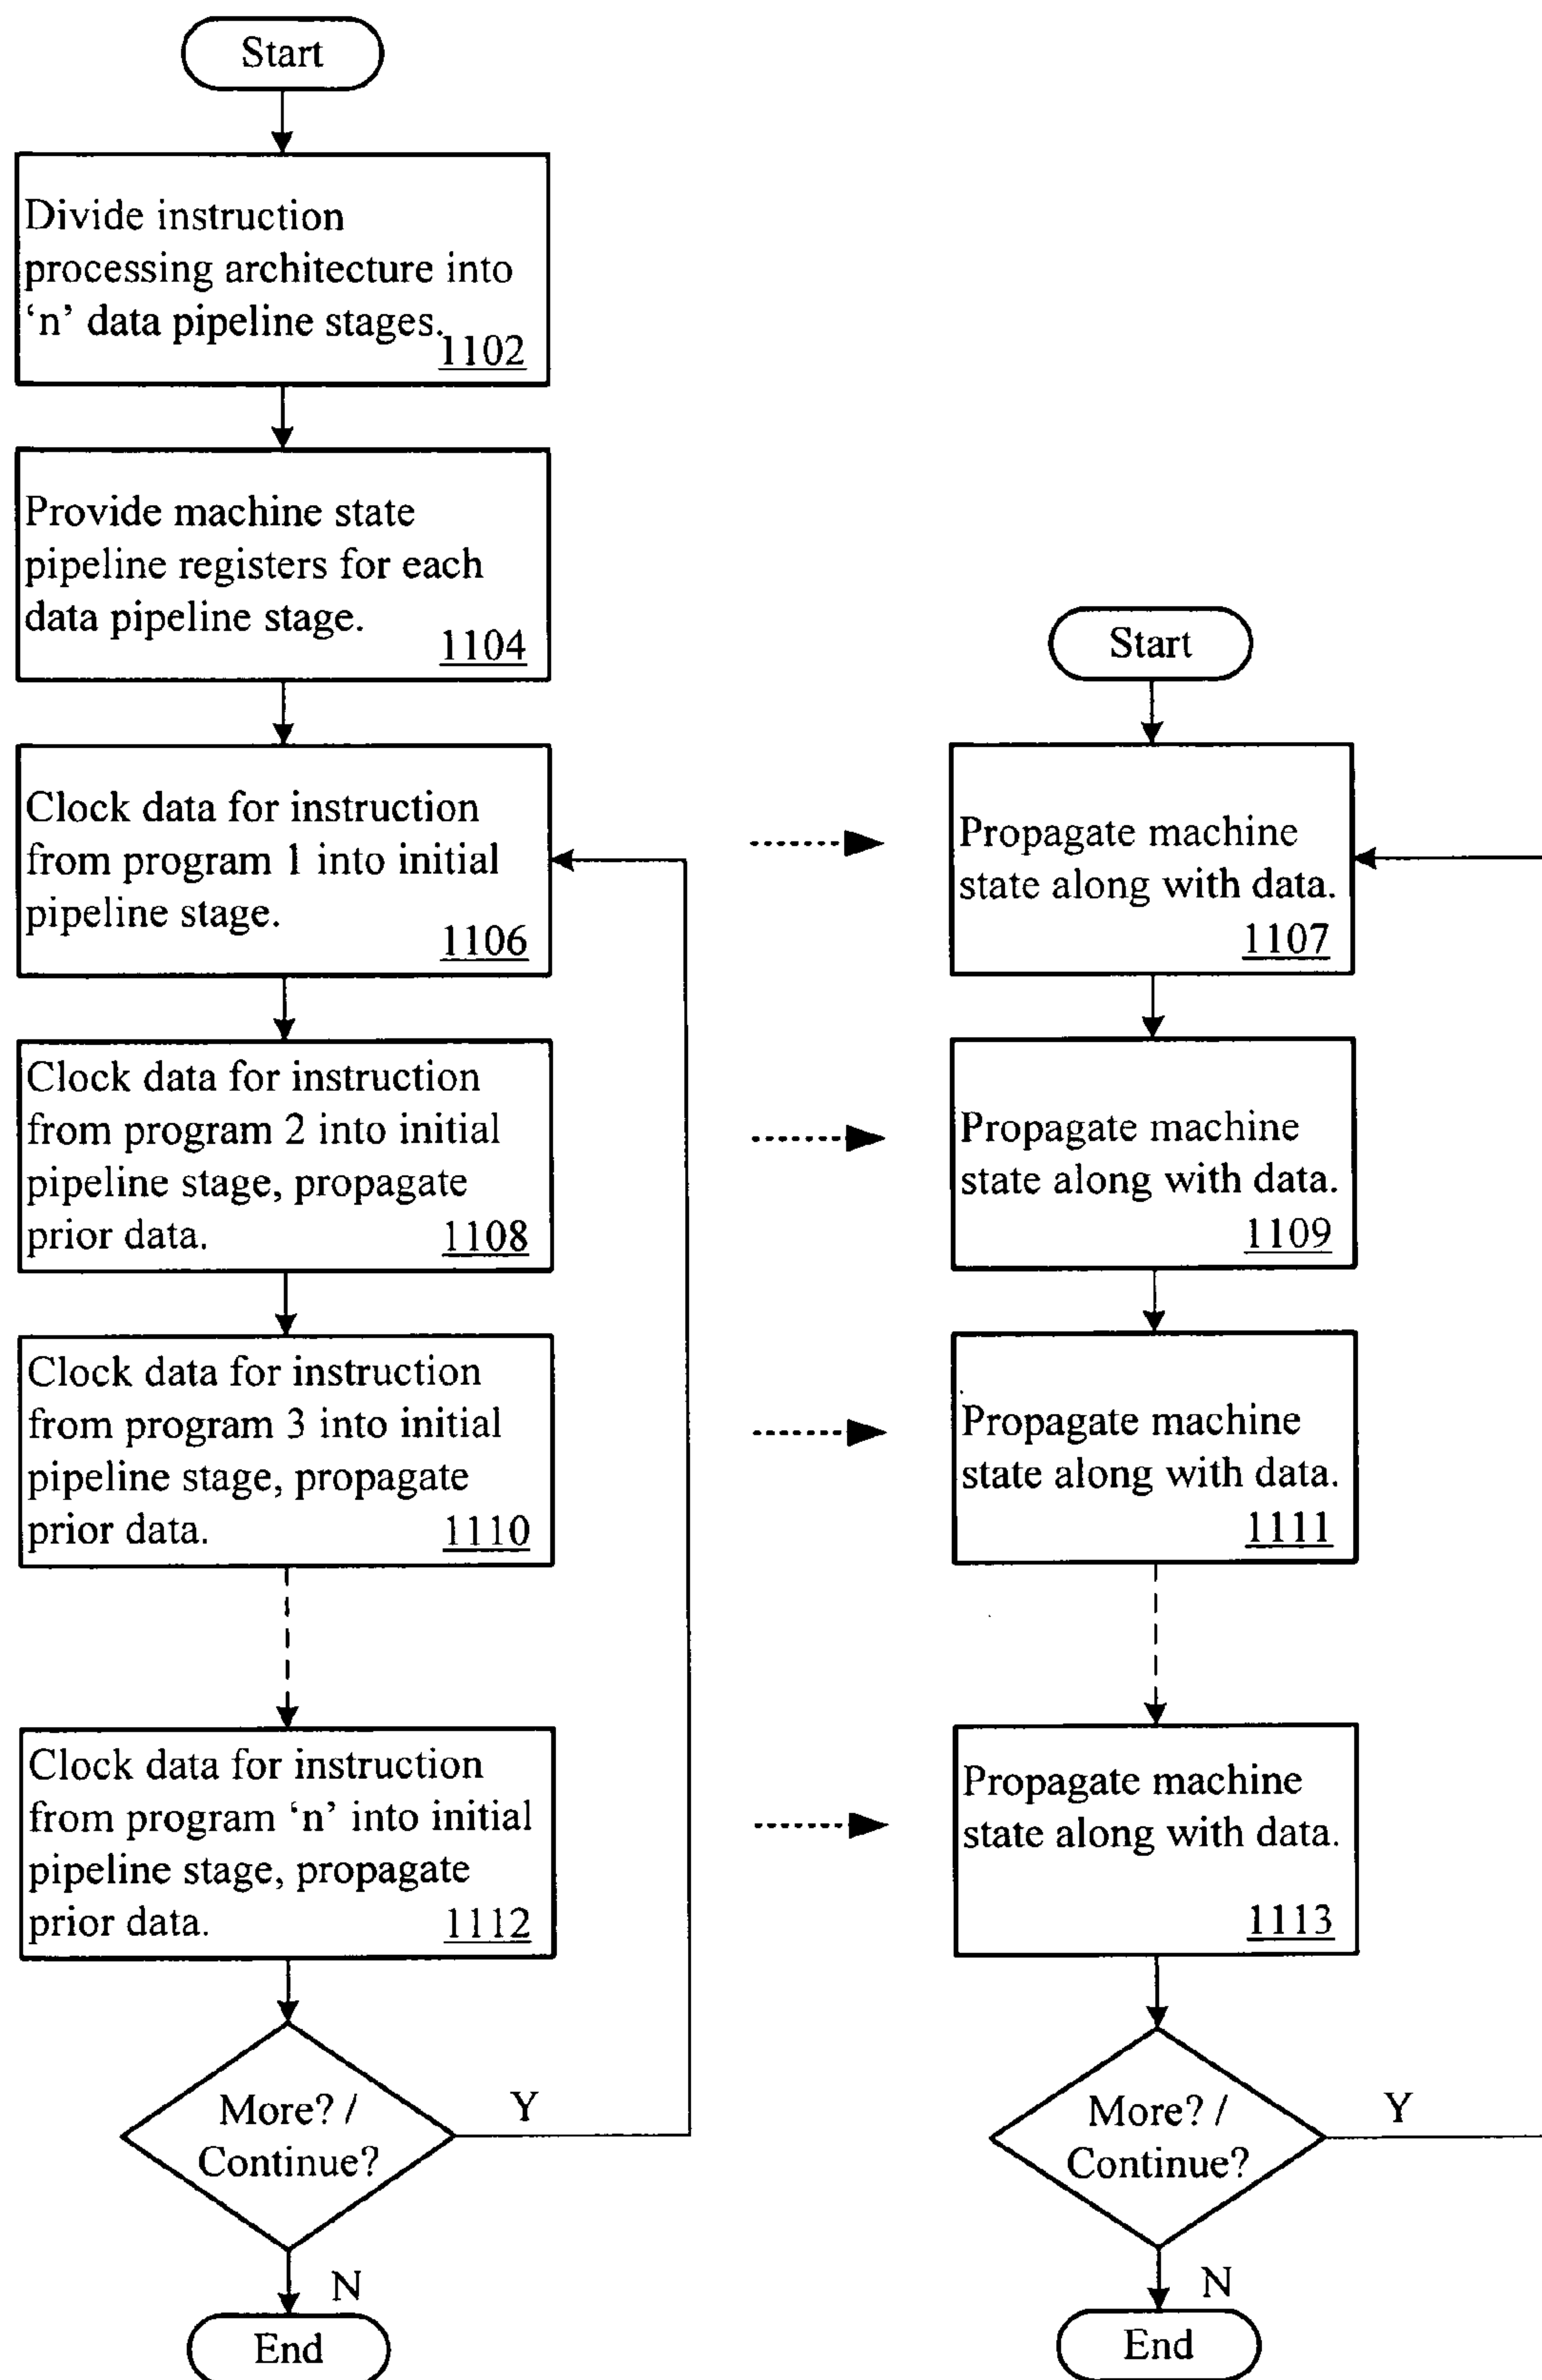 Start
Divide instruction
processing architecture into
‘n’ data pipeline stages.
1102
Provide machine state
pipeline registers for each
data pipeline stage.
1104
Clock data for instruction
from program 1 into initial
pipeline stage.
1106
Clock data for instruction
from program 2 into initial
pipeline stage, propagate
prior data.
1108
Clock data for instruction
from program 3 into initial
pipeline stage, propagate
prior data.
1110
Clock data for instruction
from program ‘n’ into initial
pipeline stage, propagate
prior data.
1112
More? /
Continue?
Y
N
End
Start
Propagate machine
state along with data.
1107
Propagate machine
state along with data.
1109
Propagate machine
state along with data.
1111
Propagate machine
state along with data.
1113
More? /
Continue?
Y
N
End